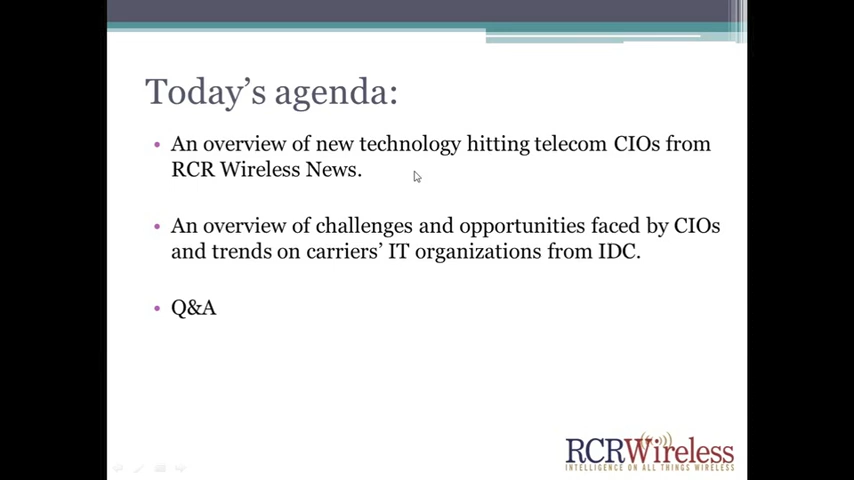 Today’s agenda:
• An overview of new technology hitting telecom CIOs from
RCR Wireless News.
• An overview of challenges and opportunities faced by CIOs
and trends on carriers’ IT organizations from IDC.
• Q&A
RCRWireless
INTELLIGENCE ON ALL THINGS WIRELESS